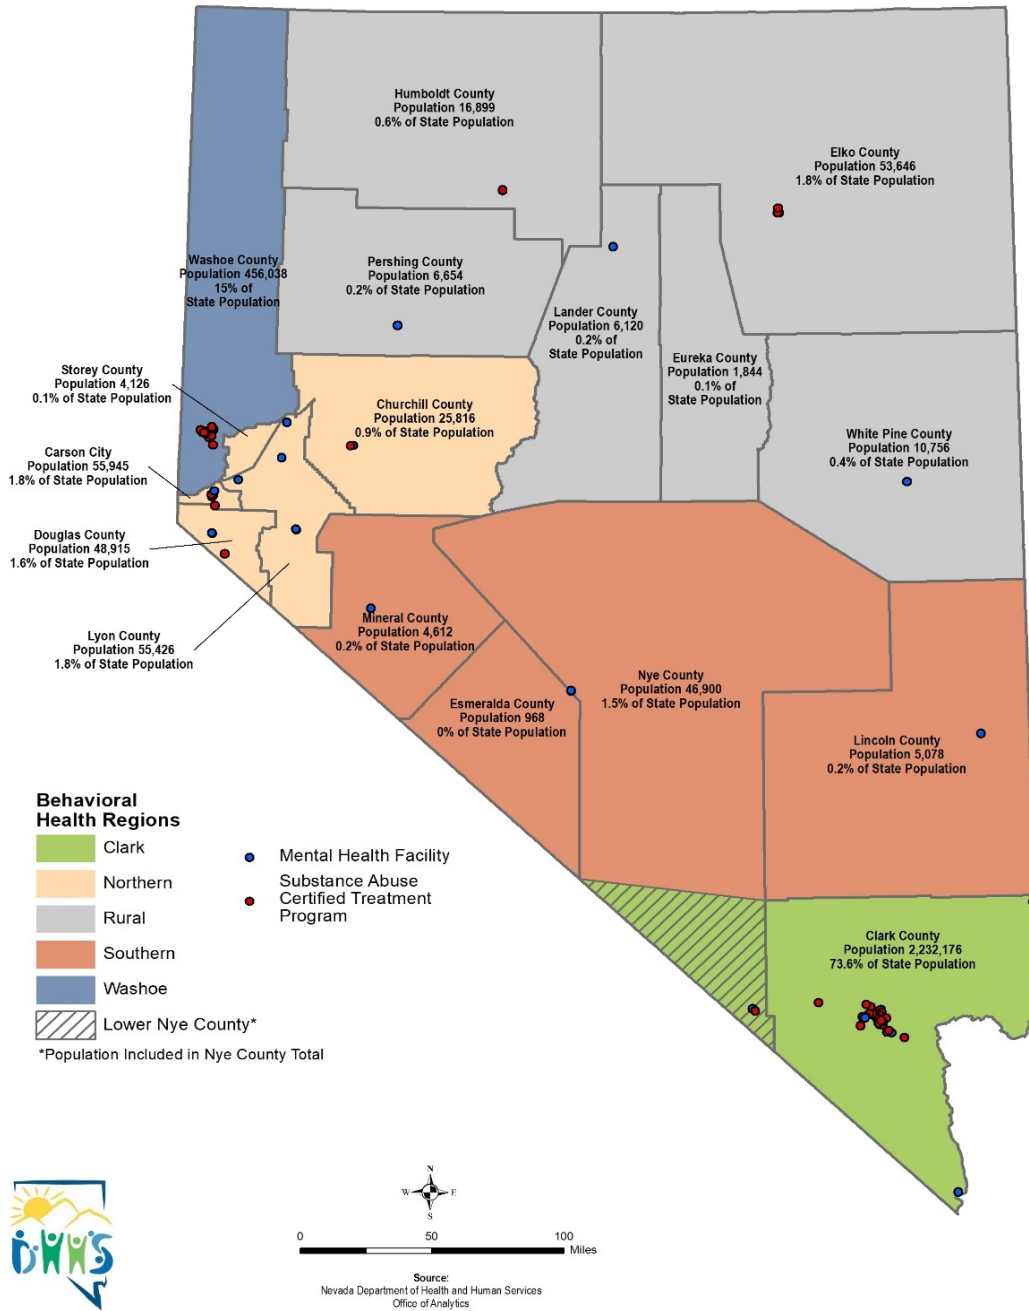 Humboldt County
Population 16,899
0.6% of State Population
Elko County
Population 53,646
1.8% of State Population
Washoe County
Population 456,038
15% of
State Population
Pershing County
Population 6,654
0.2% of State Population
Lander County
Population 6,120
0.2% of
State Population
Eureka County
Population 1,844
0.1% of
State Population
Storey County
Population 4,126
0.1% of State Population
Churchill County
Population 25,816
0.9% of State Population
White Pine County
Population 10,756
0.4% of State Population
Carson City
Population 55,945
1.8% of State Population
Douglas County
Population 48,915
1.6% of State Population
Lyon County
Population 55,426
1.8% of State Population
Mineral County
Population 4,612
0.2% of State Population
Esmeralda County
Population 968
0% of State Population
Nye County
Population 46,900
1.5% of State Population
Lincoln County
Population 5,078
0.2% of State Population
Clark County
Population 2,232,176
73.6% of State Population
Behavioral
Health Regions
Clark
Northern
Rural
Southern
Washoe
Lower Nye County*
*Population Included in Nye County Total
Mental Health Facility
Substance Abuse
Certified Treatment
Program
N
W E
S
0 50 100
Miles
Source:
Nevada Department of Health and Human Services
Office of Analytics
DHHS